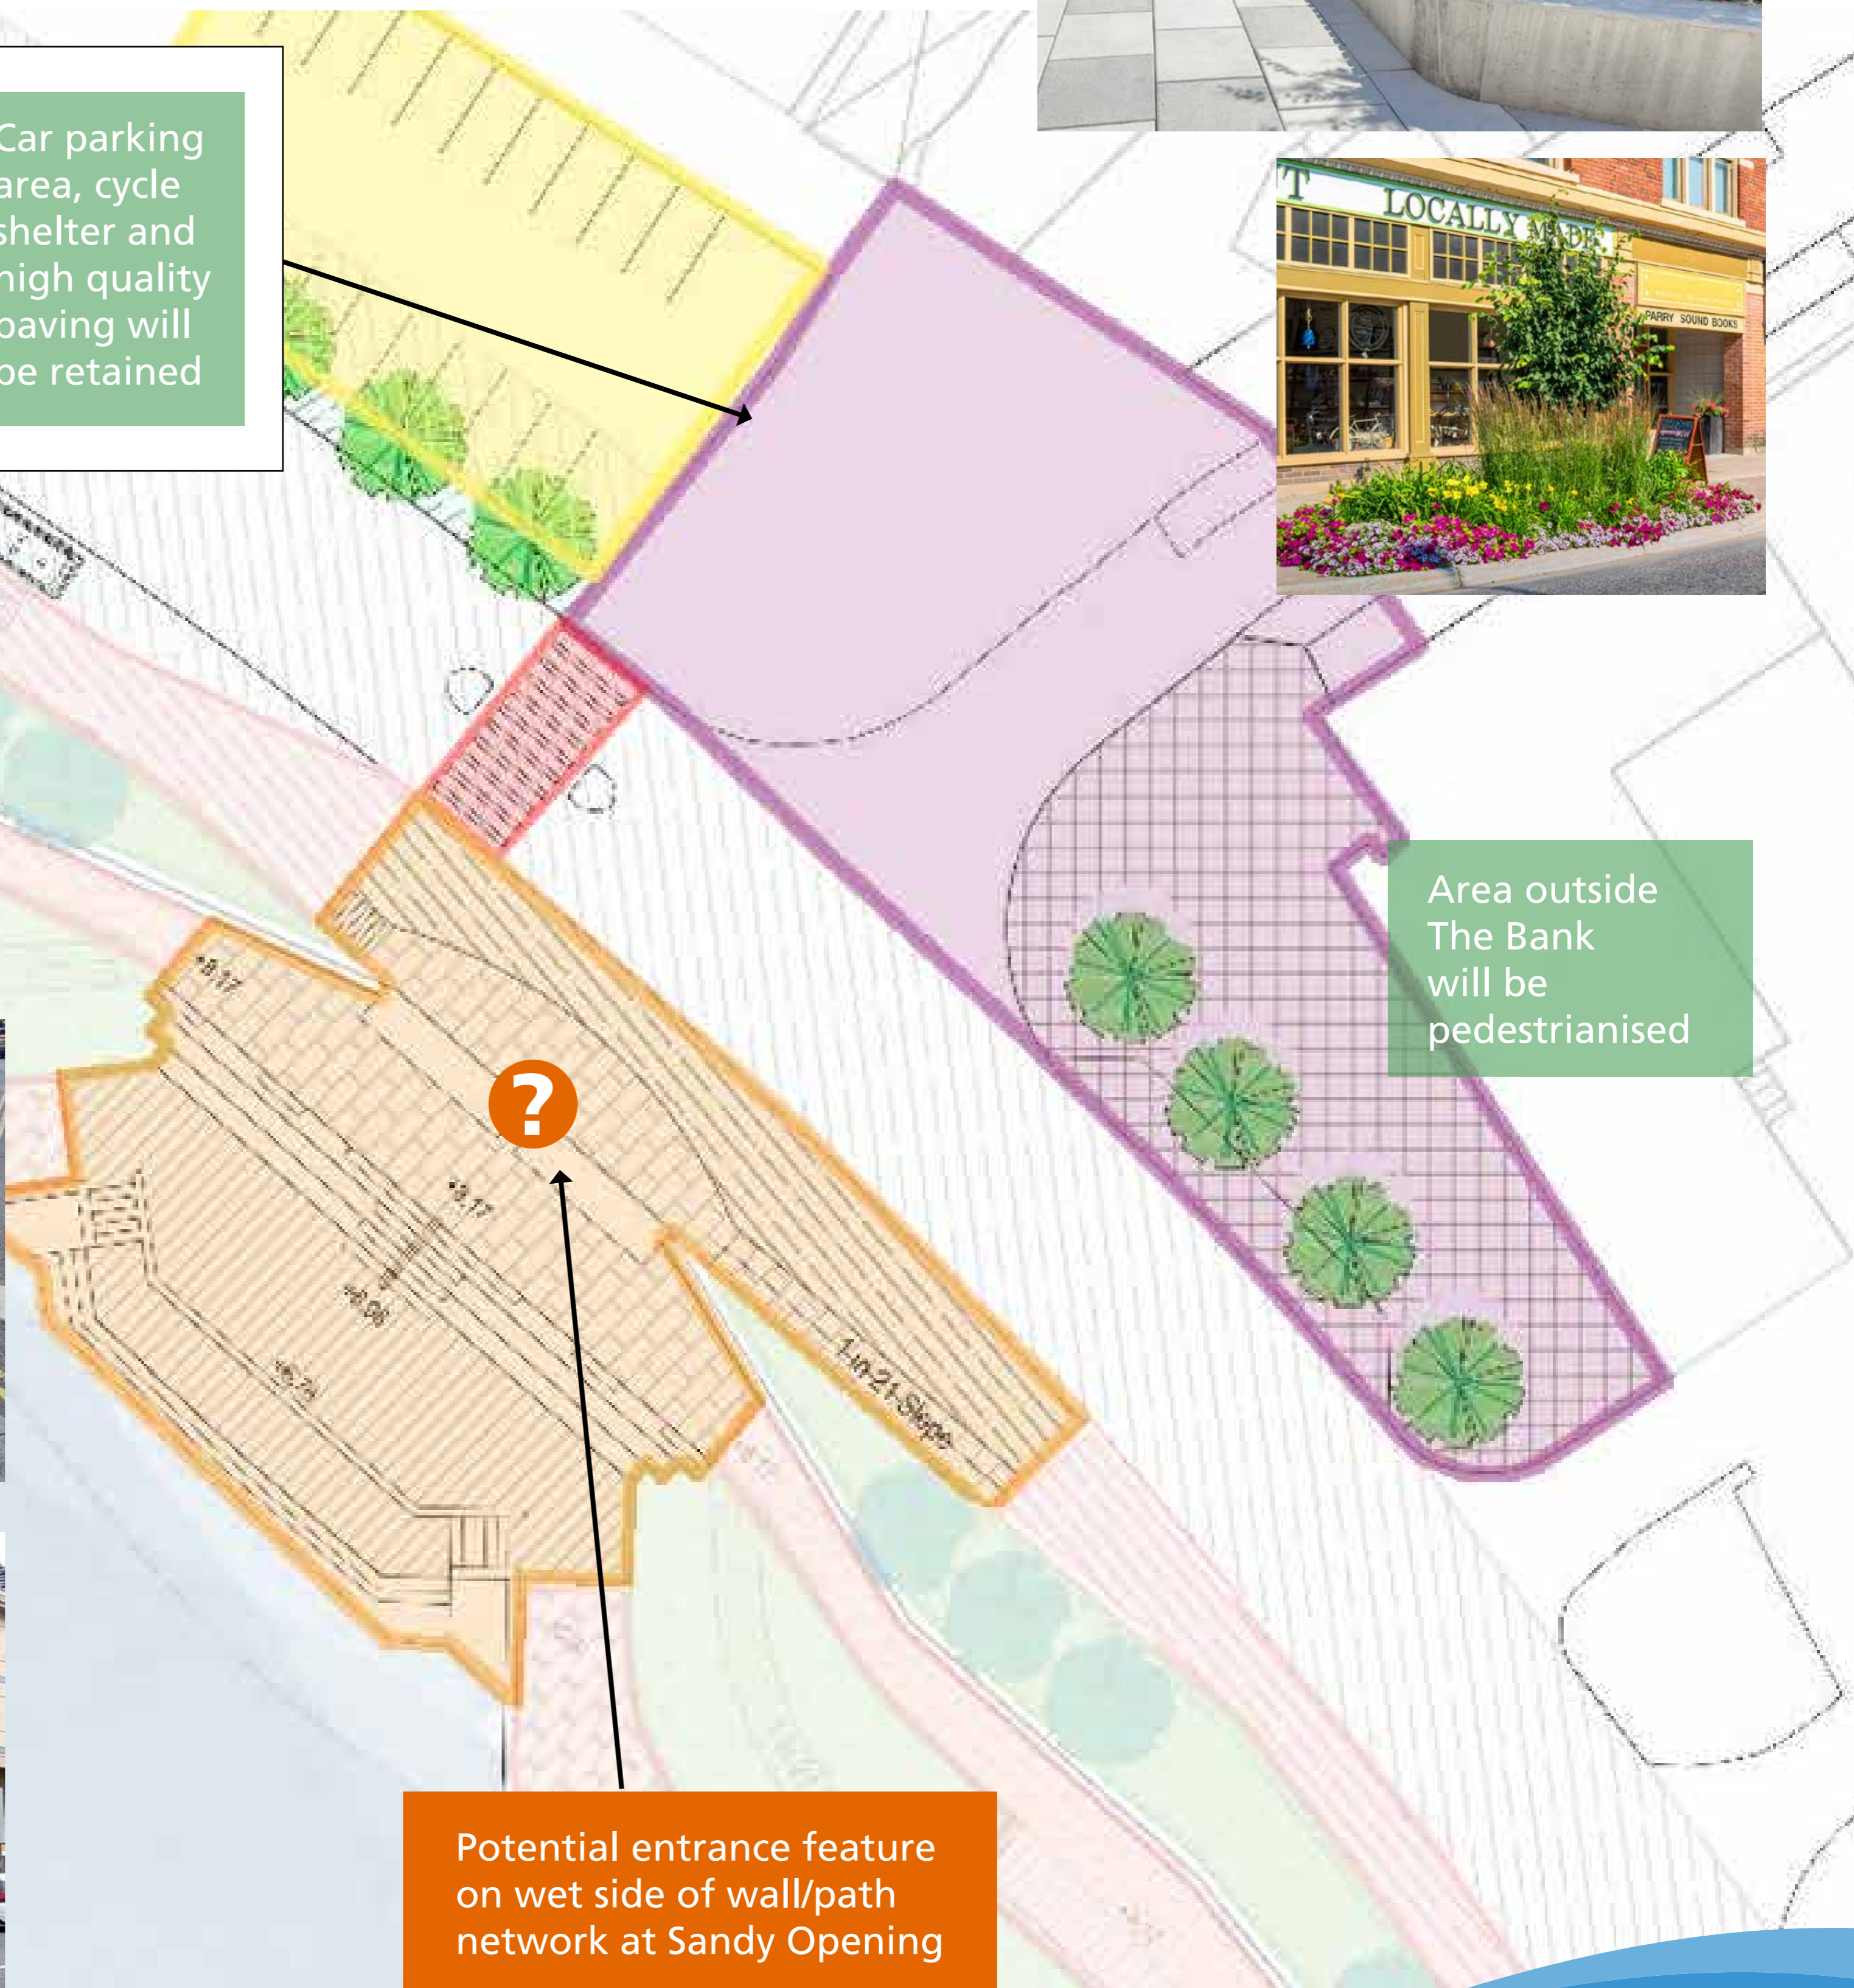 Car parking
area, cycle
shelter and
high quality
paving will
be retained
T LOCALLY MADE
PARRY SOUND BOOKS
Area outside
The Bank
will be
pedestrianised
?
1-in-21-Slope
Potential entrance feature
on wet side of wall/path
network at Sandy Opening